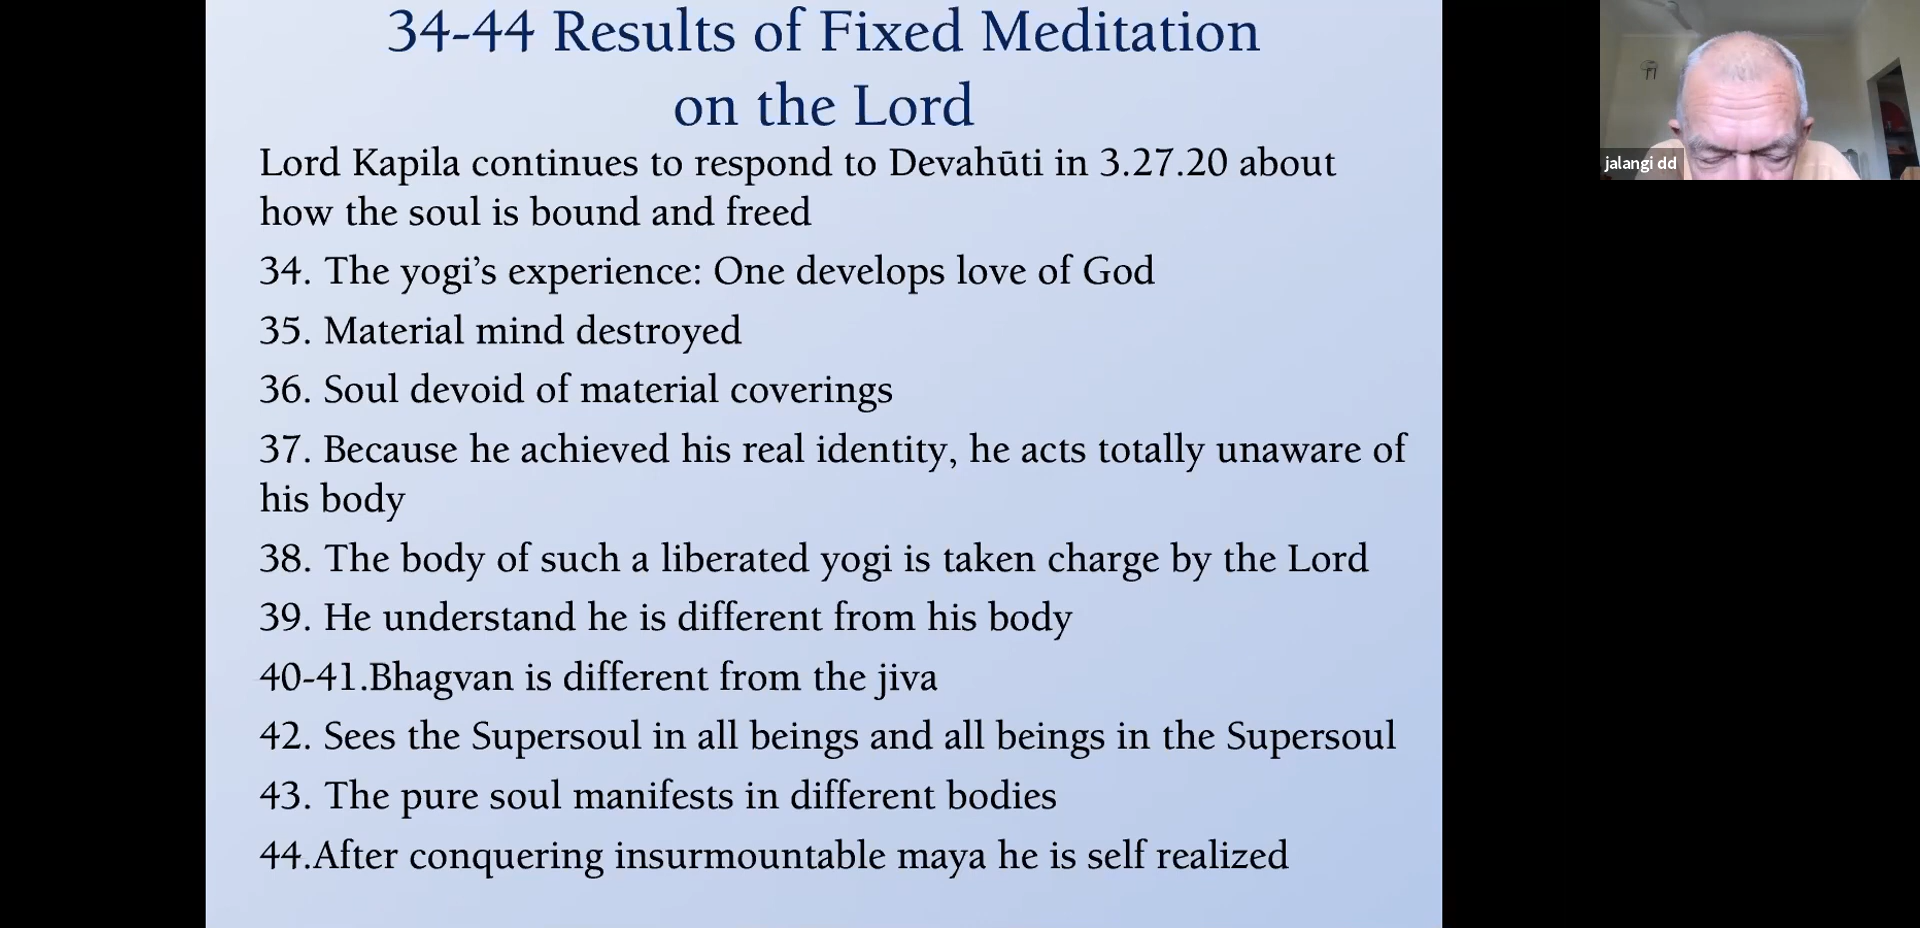 34-44 Results of Fixed Meditation
on the Lord
Lord Kapila continues to respond to Devahūti in 3.27.20 about
how the soul is bound and freed
34. The yogi’s experience: One develops love of God
35. Material mind destroyed
36. Soul devoid of material coverings
37. Because he achieved his real identity, he acts totally unaware of
his body
38. The body of such a liberated yogi is taken charge by the Lord
39. He understand he is different from his body
40-41.Bhagvan is different from the jiva
42. Sees the Supersoul in all beings and all beings in the Supersoul
43. The pure soul manifests in different bodies
44.After conquering insurmountable maya he is self realized
jalangi dd